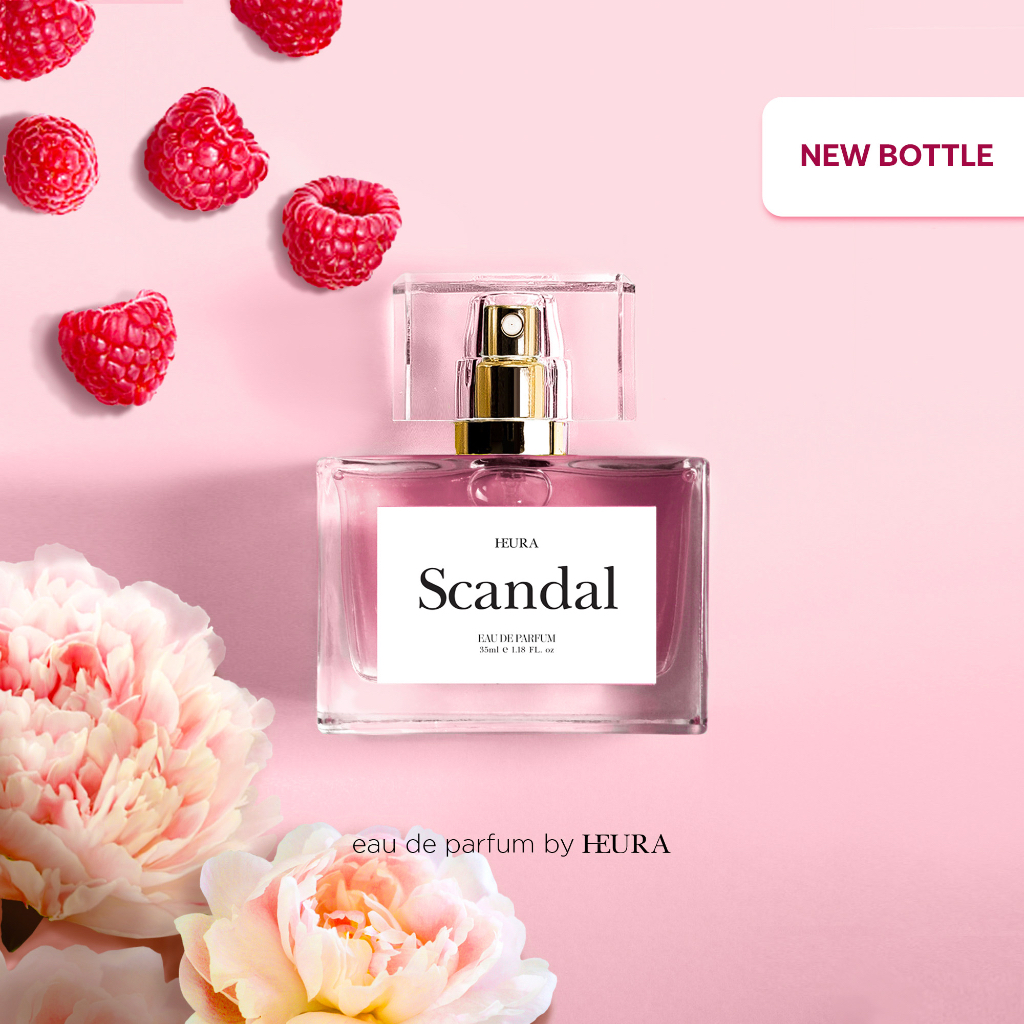 NEW BOTTLE
HEURA
Scandal
EAU DE PARFUM
35ml e 1.18 FL. oz
eau de parfum by HEURA